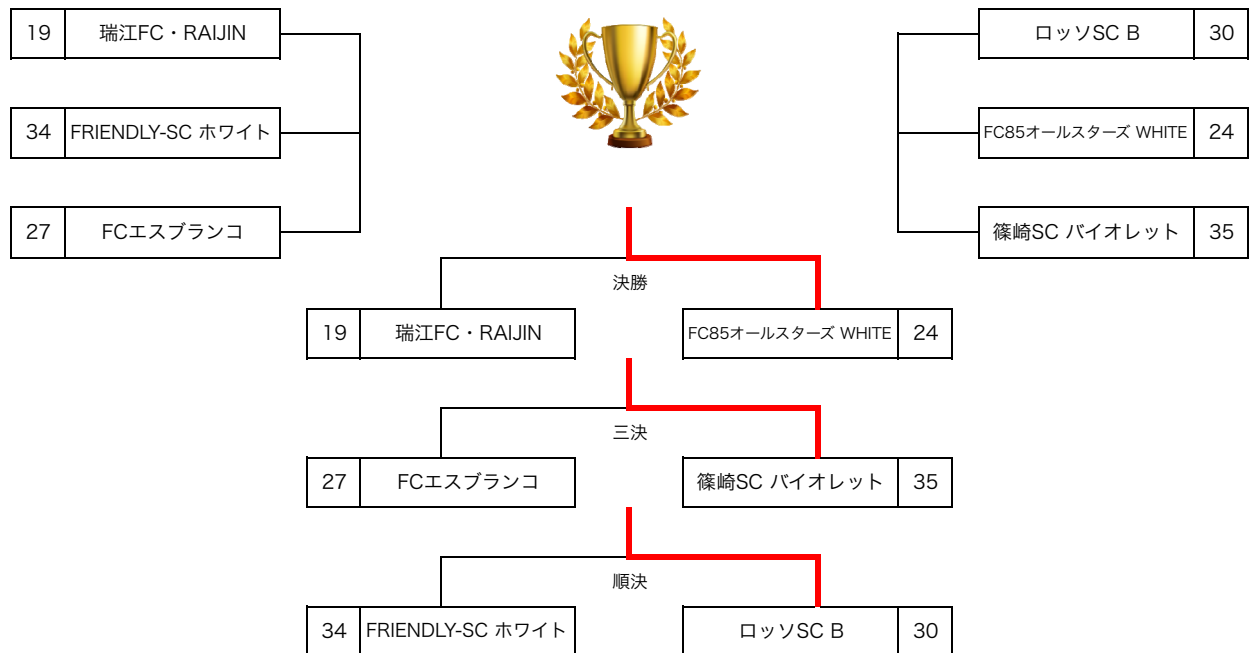 19 瑞江FC・RAIJIN
ロッソSC B 30
34 FRIENDLY-SC ホワイト
FC85オールスターズ WHITE 24
27 FCエスブランコ
篠崎SC バイオレット 35
決勝
19 瑞江FC・RAIJIN
FC85オールスターズ WHITE 24
三決
27 FCエスブランコ
篠崎SC バイオレット 35
順決
34 FRIENDLY-SC ホワイト
ロッソSC B 30